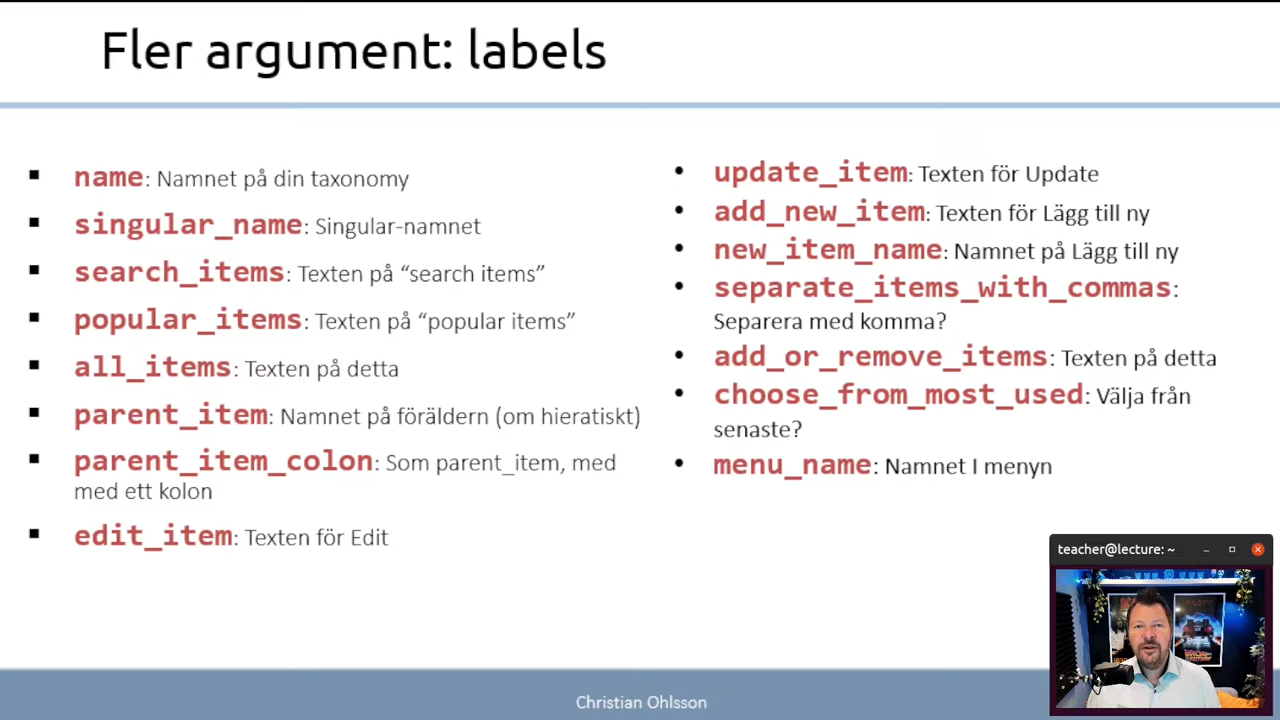 Fler argument: labels
name: Namnet på din taxonomy
singular_name: Singular-namnet
search_items: Texten på “search items”
popular_items: Texten på “popular items”
all_items: Texten på detta
parent_item: Namnet på föräldern (om hieratiskt)
parent_item_colon: Som parent_item, med
med ett kolon
edit_item: Texten för Edit
update_item: Texten för Update
add_new_item: Texten för Lägg till ny
new_item_name: Namnet på Lägg till ny
separate_items_with_commas:
Separera med komma?
add_or_remove_items: Texten på detta
choose_from_most_used: Välja från
senaste?
menu_name: Namnet I menyn
teacher@lecture: ~
Christian Ohlsson